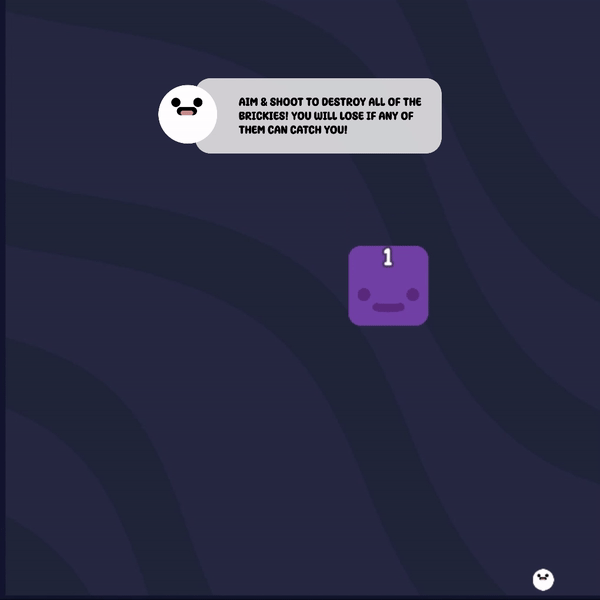 AIM & SHOOT TO DESTROY ALL OF THE
BRICKIES! YOU WILL LOSE IF ANY OF
THEM CAN CATCH YOU!
1